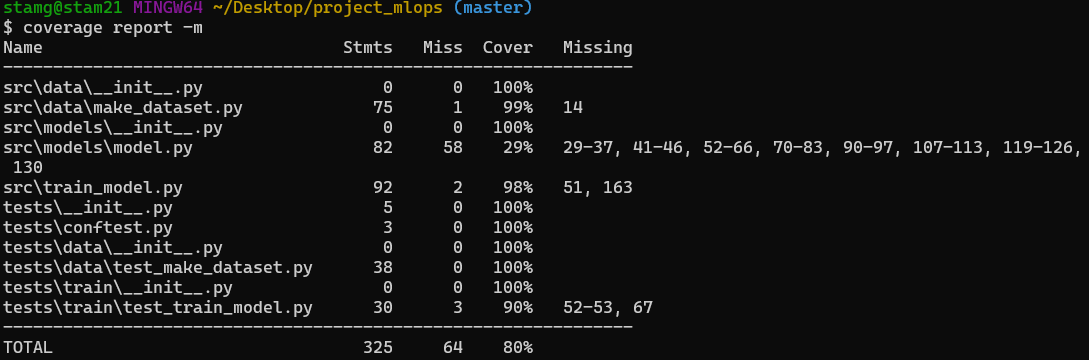 stamg@stam21 MINGW64 ~/Desktop/project_mlops (master)
$ coverage report -m
Name                              Stmts   Miss  Cover   Missing
---------------------------------------------------------------
src\data\__init__.py                  0      0   100%
src\data\make_dataset.py             75      1    99%   14
src\models\__init__.py                0      0   100%
src\models\model.py                  82     58    29%   29-37, 41-46, 52-66, 70-83, 90-97, 107-113, 119-126,
 130
src\train_model.py                   92      2    98%   51, 163
tests\__init__.py                     5      0   100%
tests\conftest.py                     3      0   100%
tests\data\__init__.py                0      0   100%
tests\data\test_make_dataset.py      38      0   100%
tests\train\__init__.py               0      0   100%
tests\train\test_train_model.py      30      3    90%   52-53, 67
---------------------------------------------------------------
TOTAL                               325     64    80%